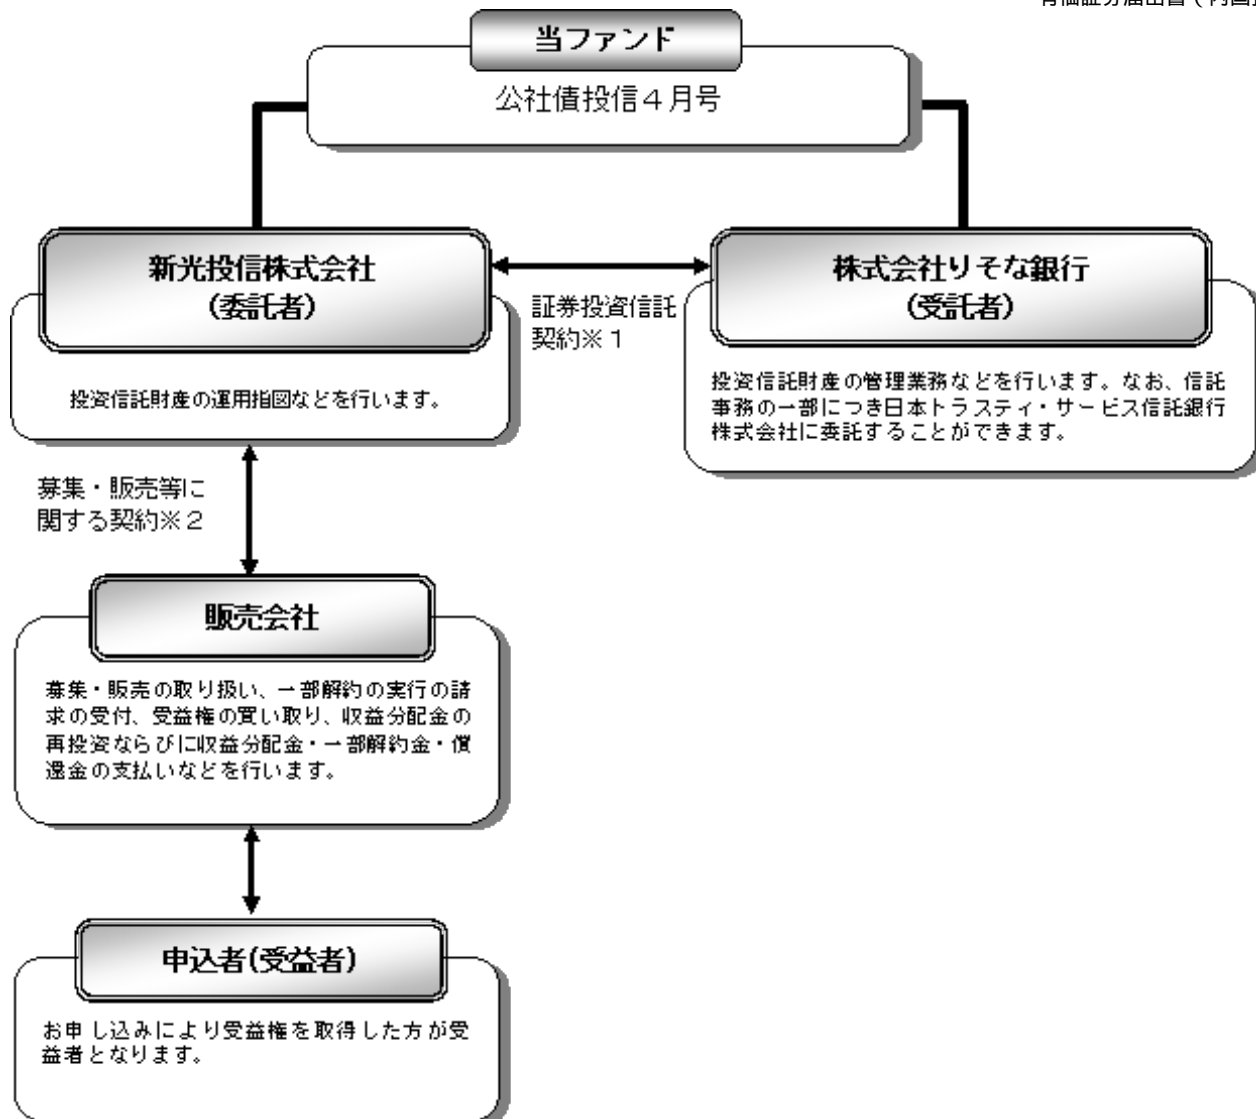 当ファンド
公社債投信４月号
新光投信株式会社
(委託者)
投資信託財産の運用指図などを行います。
証券投資信託
契約※１
株式会社りそな銀行
(受託者)
投資信託財産の管理業務などを行います。なお、信託
事務の一部につき日本トラスティ・サービス信託銀行
株式会社に委託することができます。
募集・販売等に
関する契約※２
販売会社
募集・販売の取り扱い、一部解約の実行の請
求の受付、受益権の買い取り、収益分配金の
再投資ならびに収益分配金・一部解約金・償
還金の支払いなどを行います。
申込者(受益者)
お申し込みにより受益権を取得した方が受
益者となります。